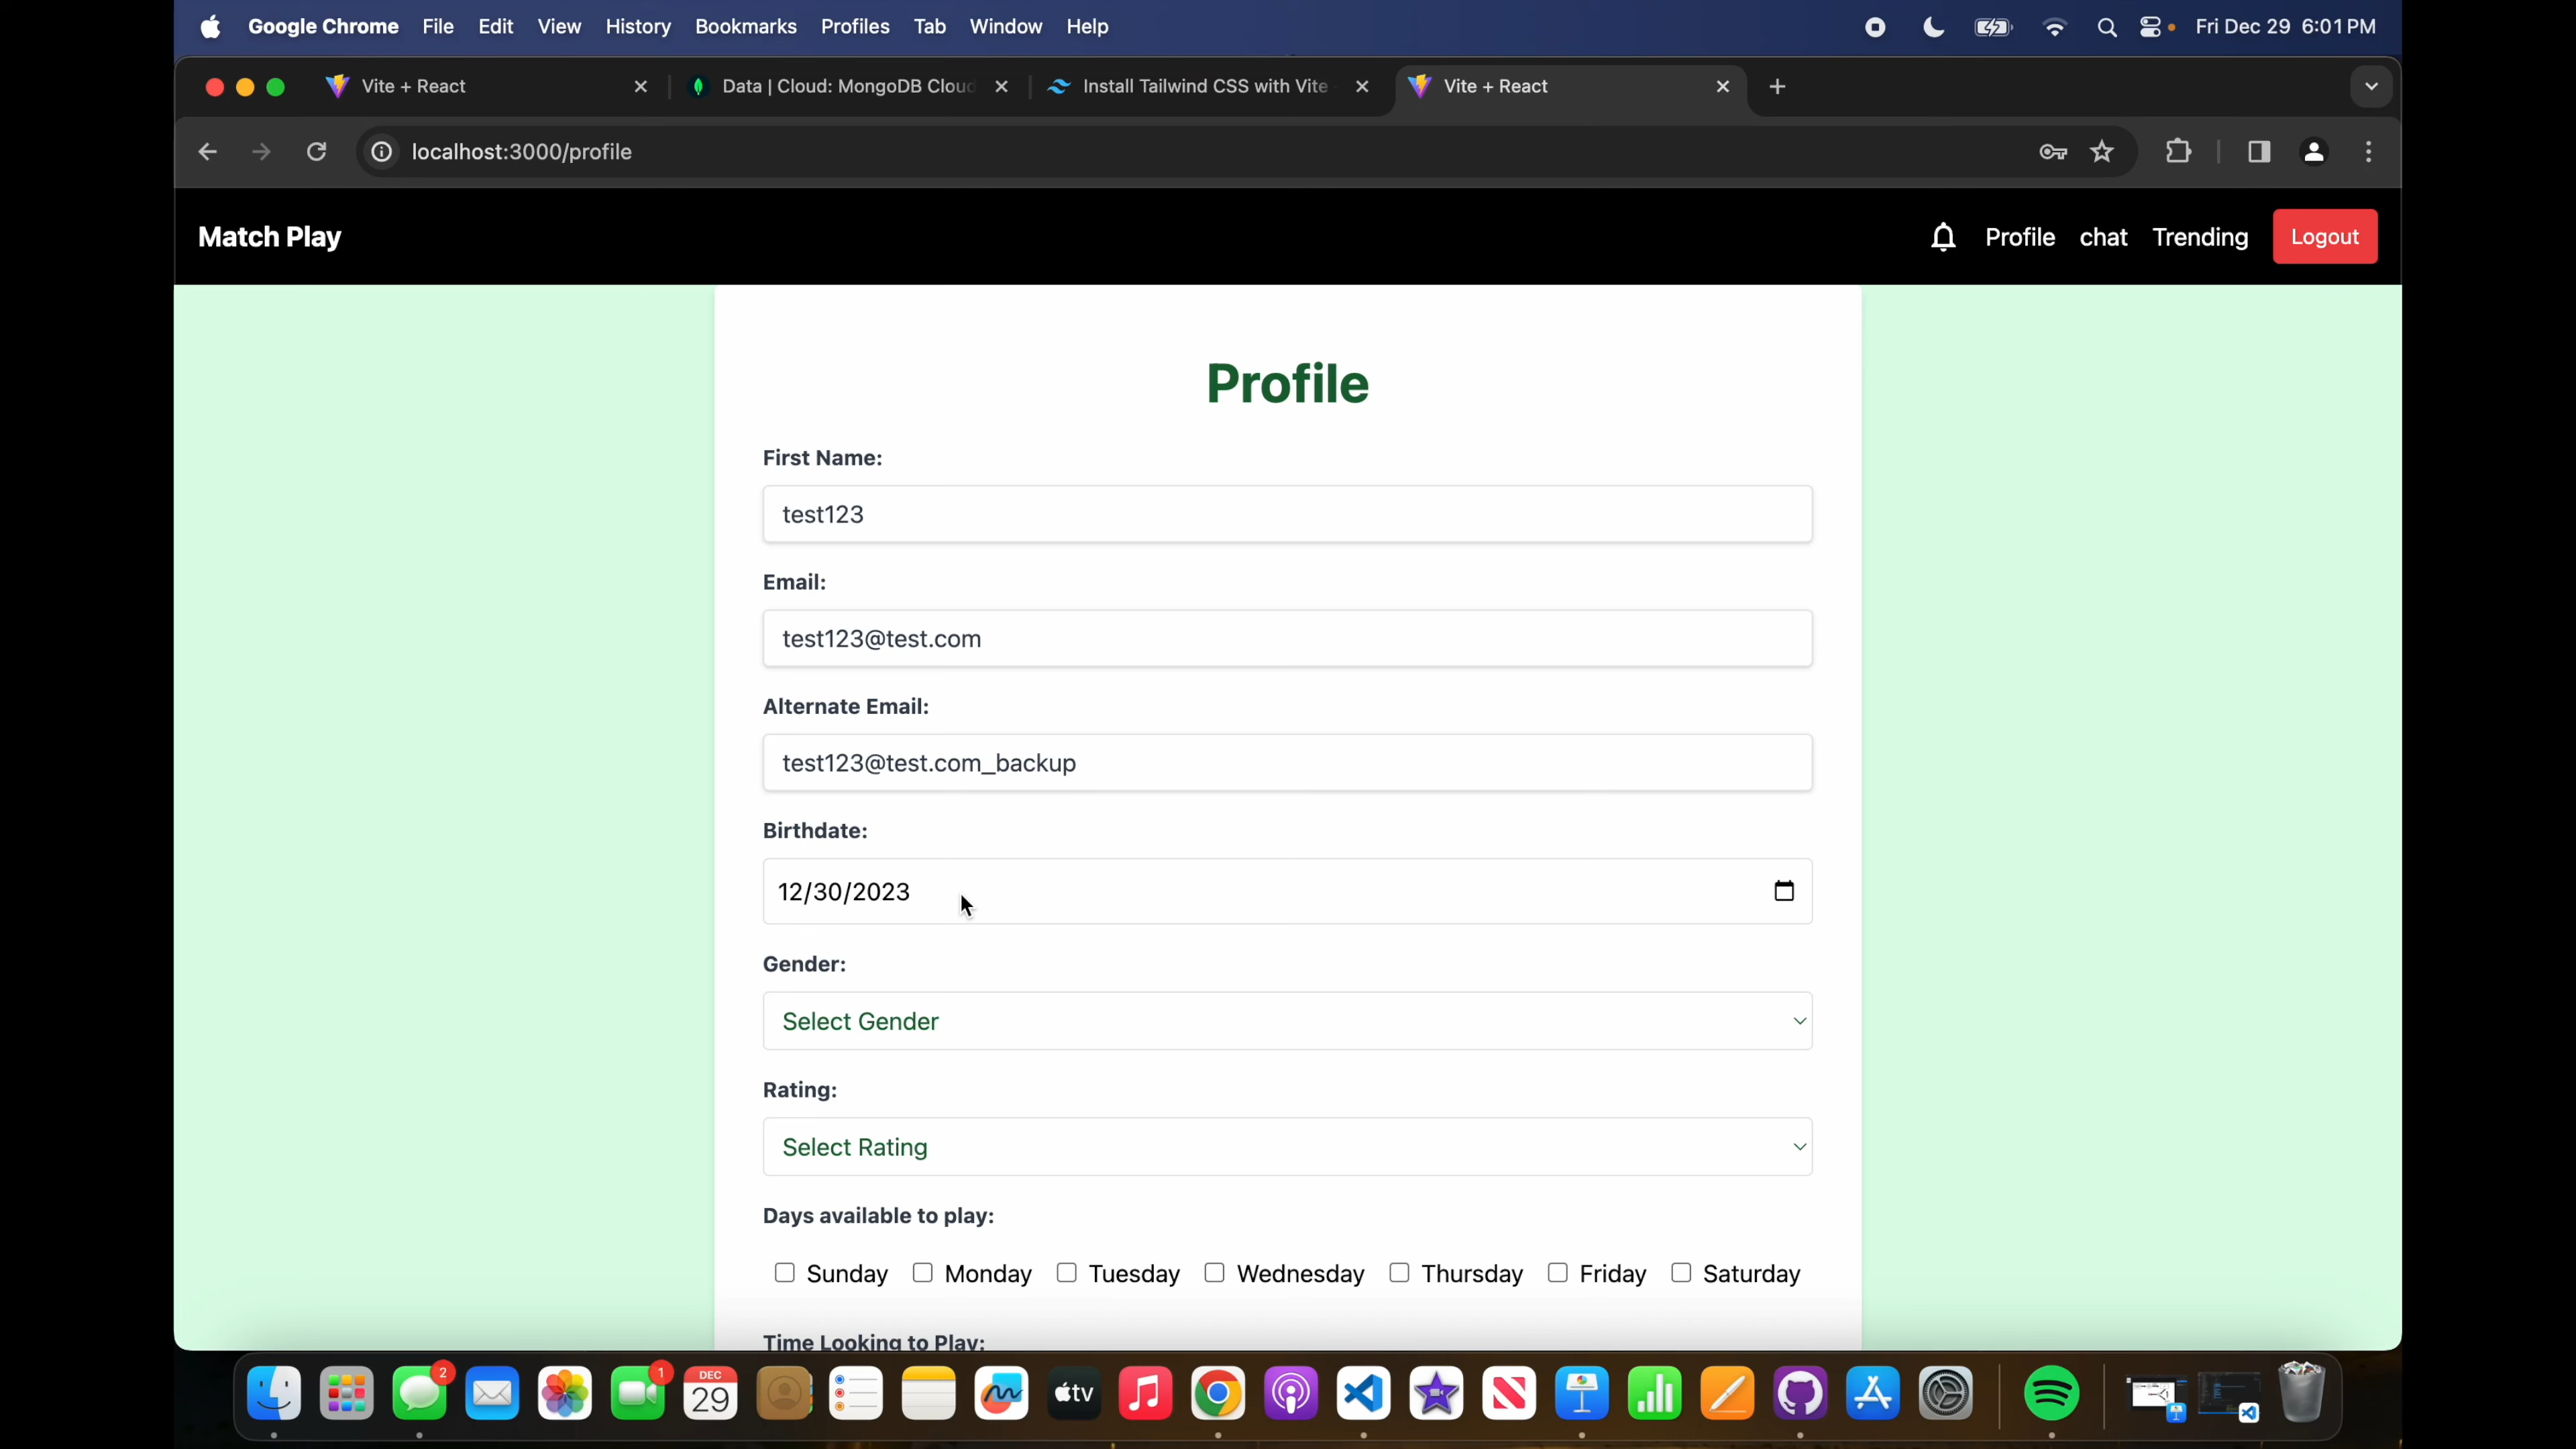 Google Chrome File Edit View History Bookmarks Profiles Tab Window Help Fri Dec 29 6:01 PM
Vite + React Data | Cloud: MongoDB Cloud Install Tailwind CSS with Vite Vite + React
localhost:3000/profile
Match Play Profile chat Trending Logout
Profile
First Name:
test123
Email:
test123@test.com
Alternate Email:
test123@test.com_backup
Birthdate:
12/30/2023
Gender:
Select Gender
Rating:
Select Rating
Days available to play:
Sunday Monday Tuesday Wednesday Thursday Friday Saturday
Time Looking to Play:
2 1 DEC
29 tv